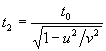 t₂ = t₀ / √(1 − u² / v²)